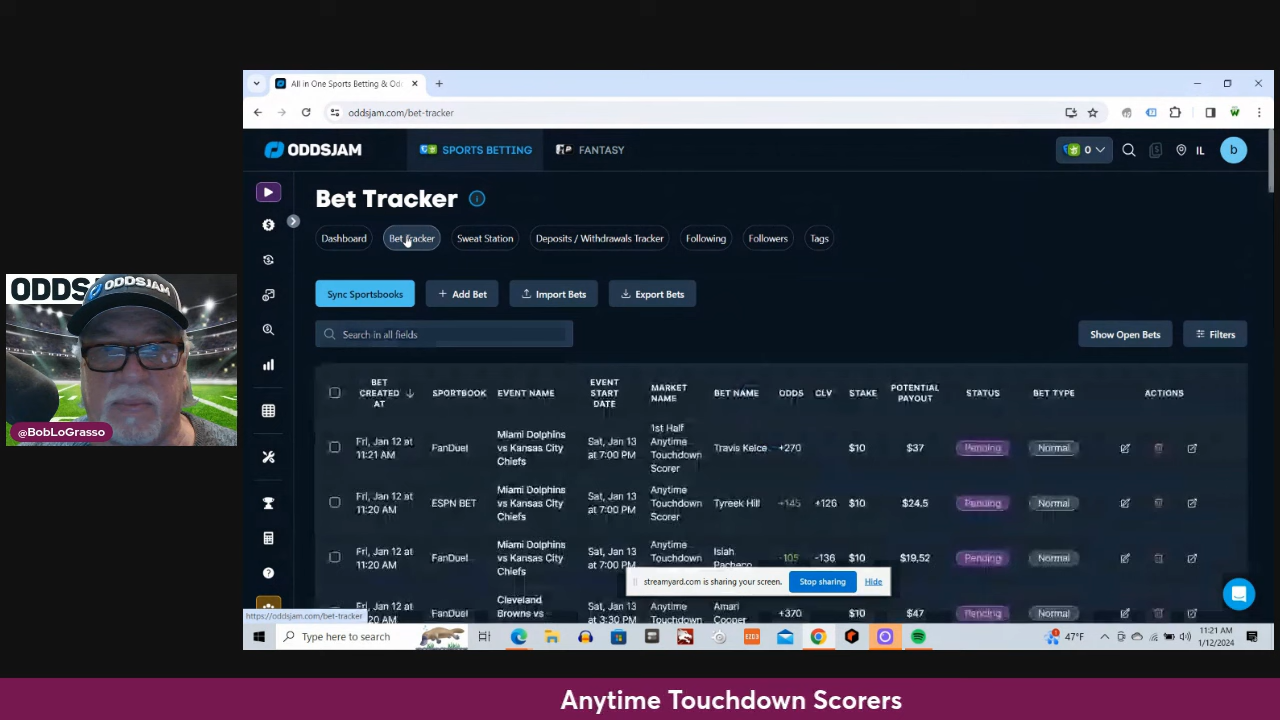 All in One Sports Betting & Od
oddsjam.com/bet-tracker
ODDSJAM
SPORTS BETTING
FANTASY
0
IL
b
Bet Tracker
Dashboard
Bet Tracker
Sweat Station
Deposits / Withdrawals Tracker
Following
Followers
Tags
Sync Sportsbooks
+ Add Bet
Import Bets
Export Bets
Search in all fields
Show Open Bets
Filters
BET CREATED AT
SPORTBOOK
EVENT NAME
EVENT START DATE
MARKET NAME
BET NAME
ODDS
CLV
STAKE
POTENTIAL PAYOUT
STATUS
BET TYPE
ACTIONS
Fri, Jan 12 at 11:21 AM
FanDuel
Miami Dolphins vs Kansas City Chiefs
Sat, Jan 13 at 7:00 PM
1st Half Anytime Touchdown Scorer
Travis Kelce
+270
$10
$37
Pending
Normal
Fri, Jan 12 at 11:20 AM
ESPN BET
Miami Dolphins vs Kansas City Chiefs
Sat, Jan 13 at 7:00 PM
Anytime Touchdown Scorer
Tyreek Hill
+145
+126
$10
$24.5
Pending
Normal
Fri, Jan 12 at 11:20 AM
FanDuel
Miami Dolphins vs Kansas City Chiefs
Sat, Jan 13 at 7:00 PM
Anytime Touchdown
Isiah Pacheco
-105
-136
$10
$19.52
Pending
Normal
Fri, Jan 12 at 11:20 AM
FanDuel
Cleveland Browns vs
Sat, Jan 13 at 3:30 PM
Anytime Touchdown
Amari Cooper
+370
$10
$47
Pending
Normal
streamyard.com is sharing your screen.
Stop sharing
Hide
https://oddsjam.com/bet-tracker
Type here to search
47°F
11:21 AM
1/12/2024
ODDSJ
ODDSJAM
@BobLoGrasso
Anytime Touchdown Scorers